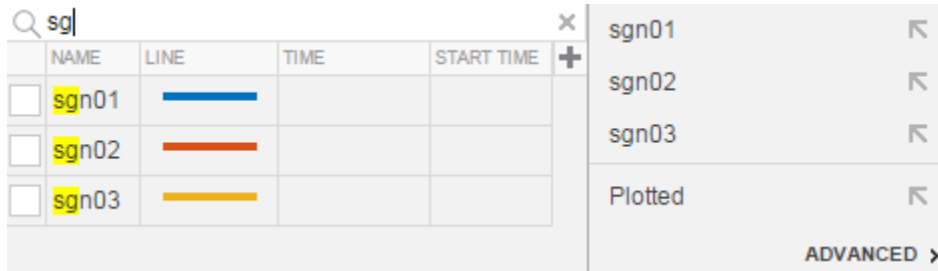 sg
NAME LINE TIME START TIME
sgn01
sgn02
sgn03
sgn01
sgn02
sgn03
Plotted
ADVANCED